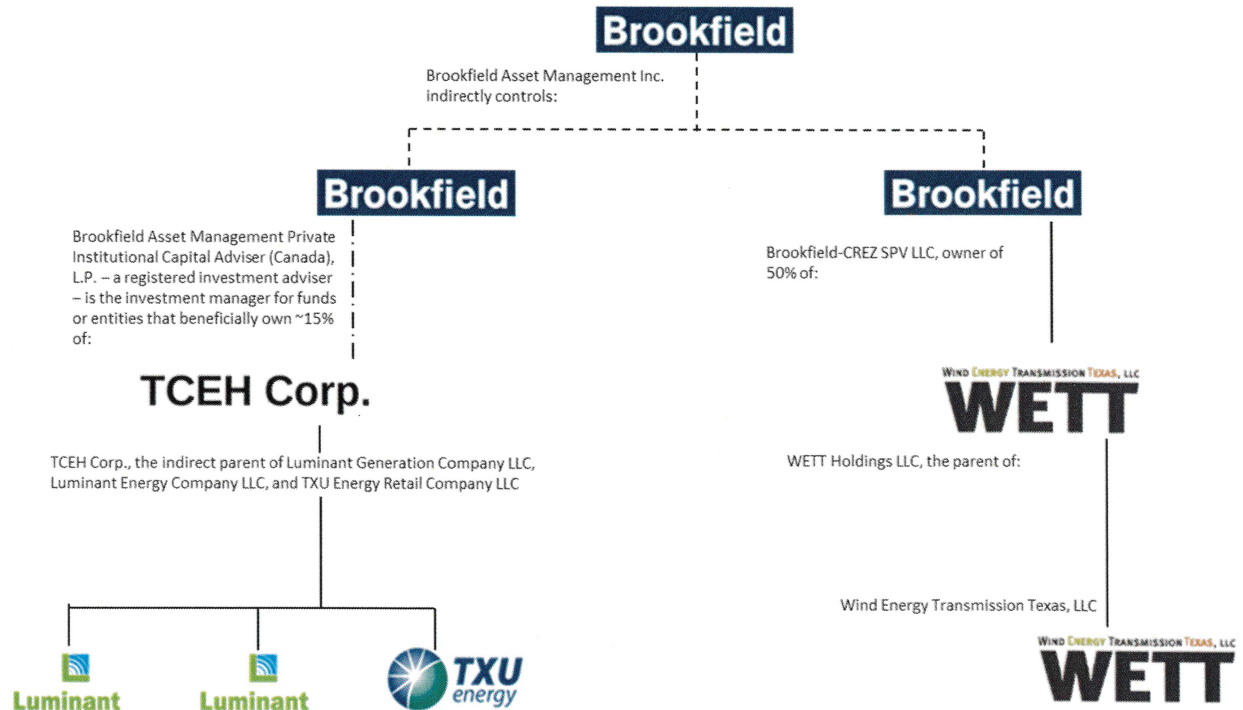 Brookfield
Brookfield Asset Management Inc.
indirectly controls:
Brookfield
Brookfield Asset Management Private
Institutional Capital Adviser (Canada),
L.P. – a registered investment adviser
– is the investment manager for funds
or entities that beneficially own ~15%
of:
TCEH Corp.
TCEH Corp., the indirect parent of Luminant Generation Company LLC,
Luminant Energy Company LLC, and TXU Energy Retail Company LLC
Luminant
Luminant
TXU
energy
Brookfield
Brookfield-CREZ SPV LLC, owner of
50% of:
WIND ENERGY TRANSMISSION TEXAS, LLC
WETT
WETT Holdings LLC, the parent of:
Wind Energy Transmission Texas, LLC
WIND ENERGY TRANSMISSION TEXAS, LLC
WETT